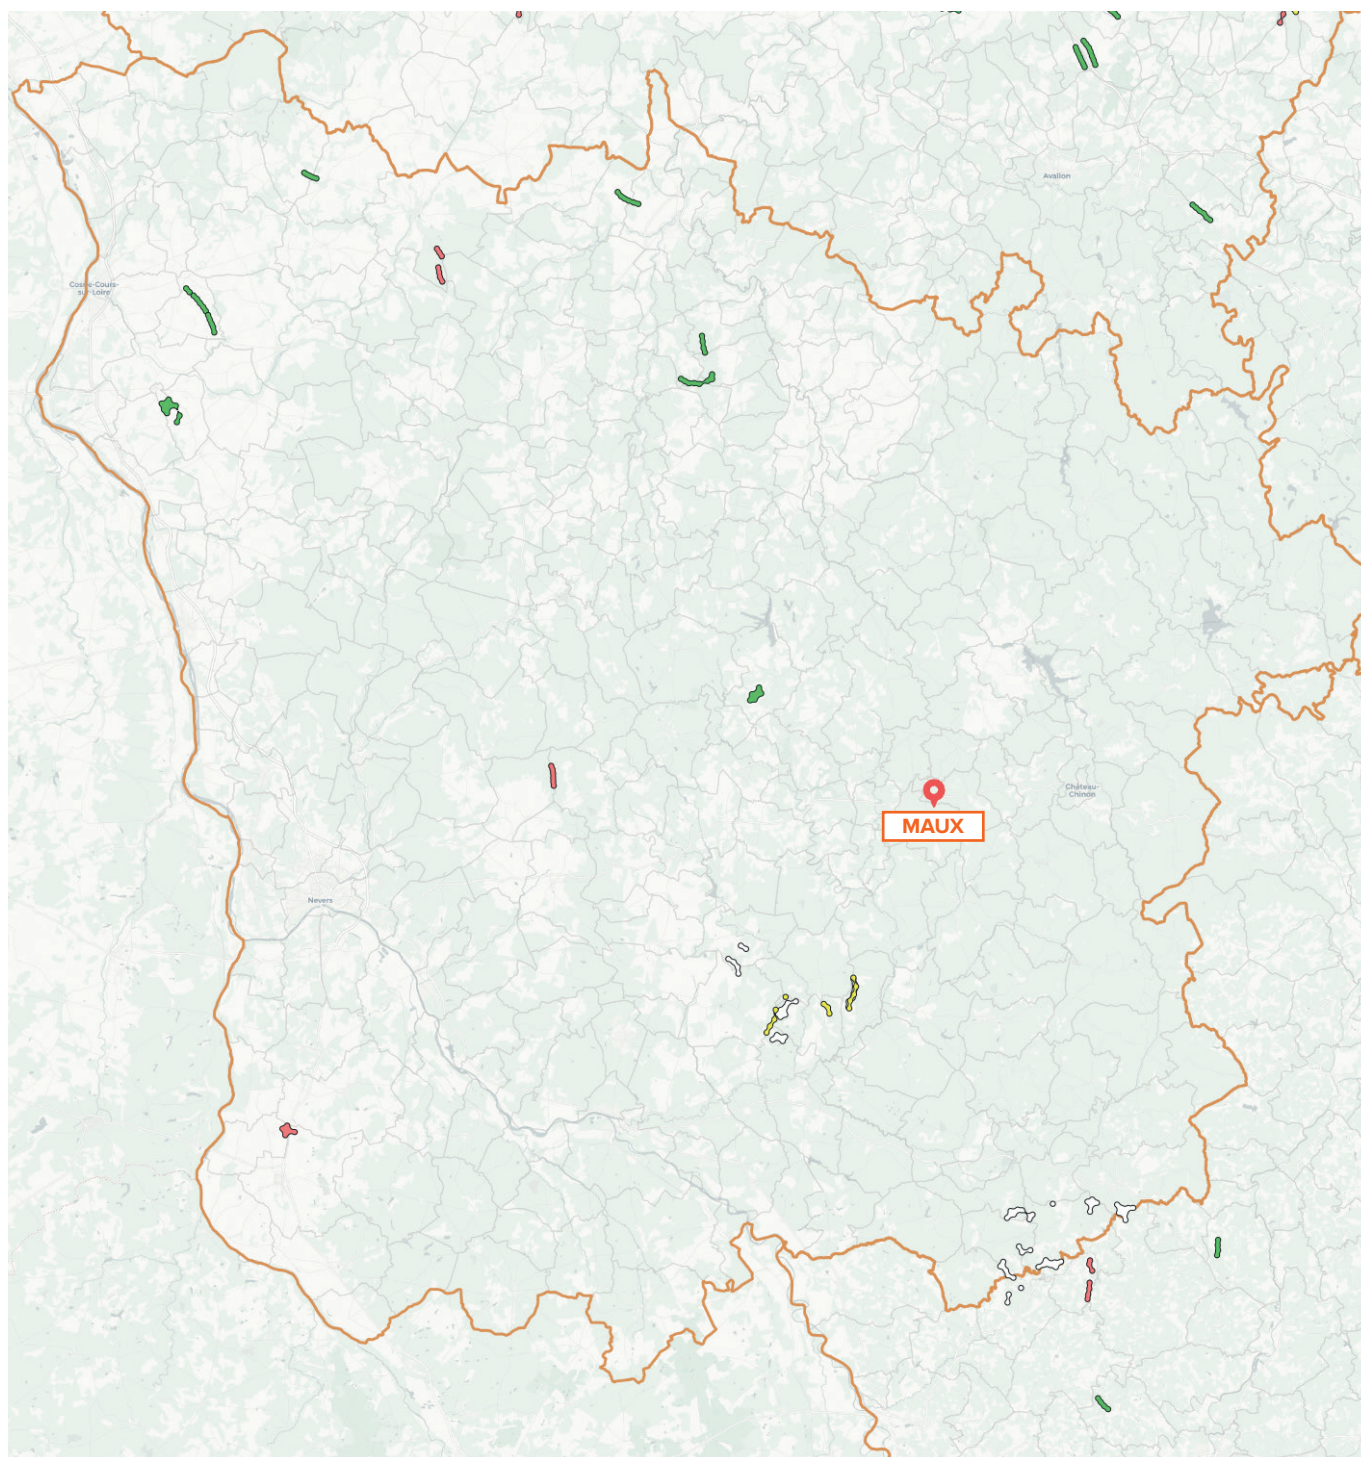 Avallon
Cosne-Cours-
sur-Loire
Château-
Chinon
MAUX
Nevers